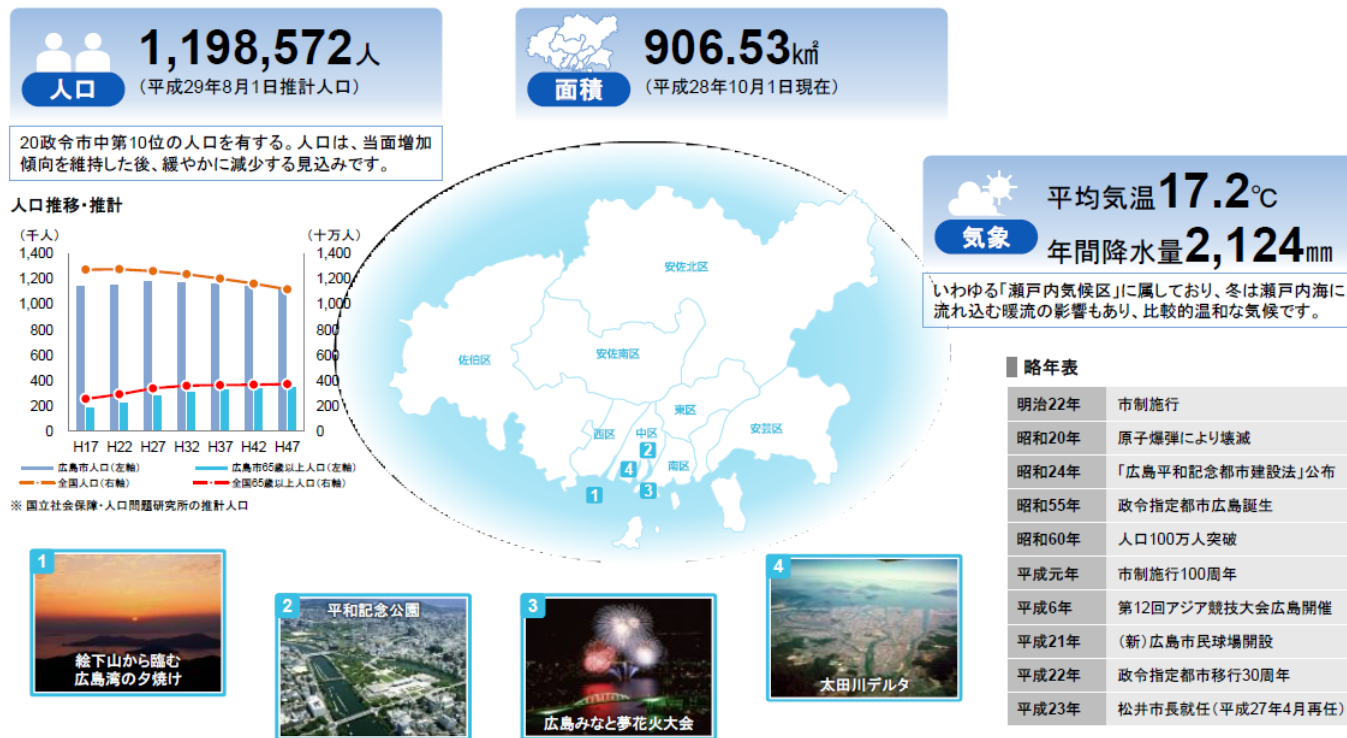 人口
1,198,572人
(平成29年8月1日推計人口)
面積
906.53k㎡
(平成28年10月1日現在)
20政令市中第10位の人口を有する。人口は、当面増加
傾向を維持した後、緩やかに減少する見込みです。
気象
平均気温17.2℃
年間降水量2,124mm
いわゆる「瀬戸内気候区」に属しており、冬は瀬戸内海に
流れ込む暖流の影響もあり、比較的温和な気候です。
人口推移・推計
(千人) (十万人)
1,400 1,400
1,200 1,200
1,000 1,000
800 800
600 600
400 400
200 200
0 0
H17 H22 H27 H32 H37 H42 H47
広島市人口(左軸) 広島市65歳以上人口(左軸)
全国人口(右軸) 全国65歳以上人口(右軸)
※ 国立社会保障・人口問題研究所の推計人口
安佐北区
佐伯区
安佐南区
東区
西区
中区
安芸区
南区
2
4
1
3
略年表
明治22年 市制施行
昭和20年 原子爆弾により壊滅
昭和24年 「広島平和記念都市建設法」公布
昭和55年 政令指定都市広島誕生
昭和60年 人口100万人突破
平成元年 市制施行100周年
平成6年 第12回アジア競技大会広島開催
平成21年 (新)広島市民球場開設
平成22年 政令指定都市移行30周年
平成23年 松井市長就任(平成27年4月再任)
1
絵下山から臨む
広島湾の夕焼け
2
平和記念公園
3
広島みなと夢花火大会
4
太田川デルタ